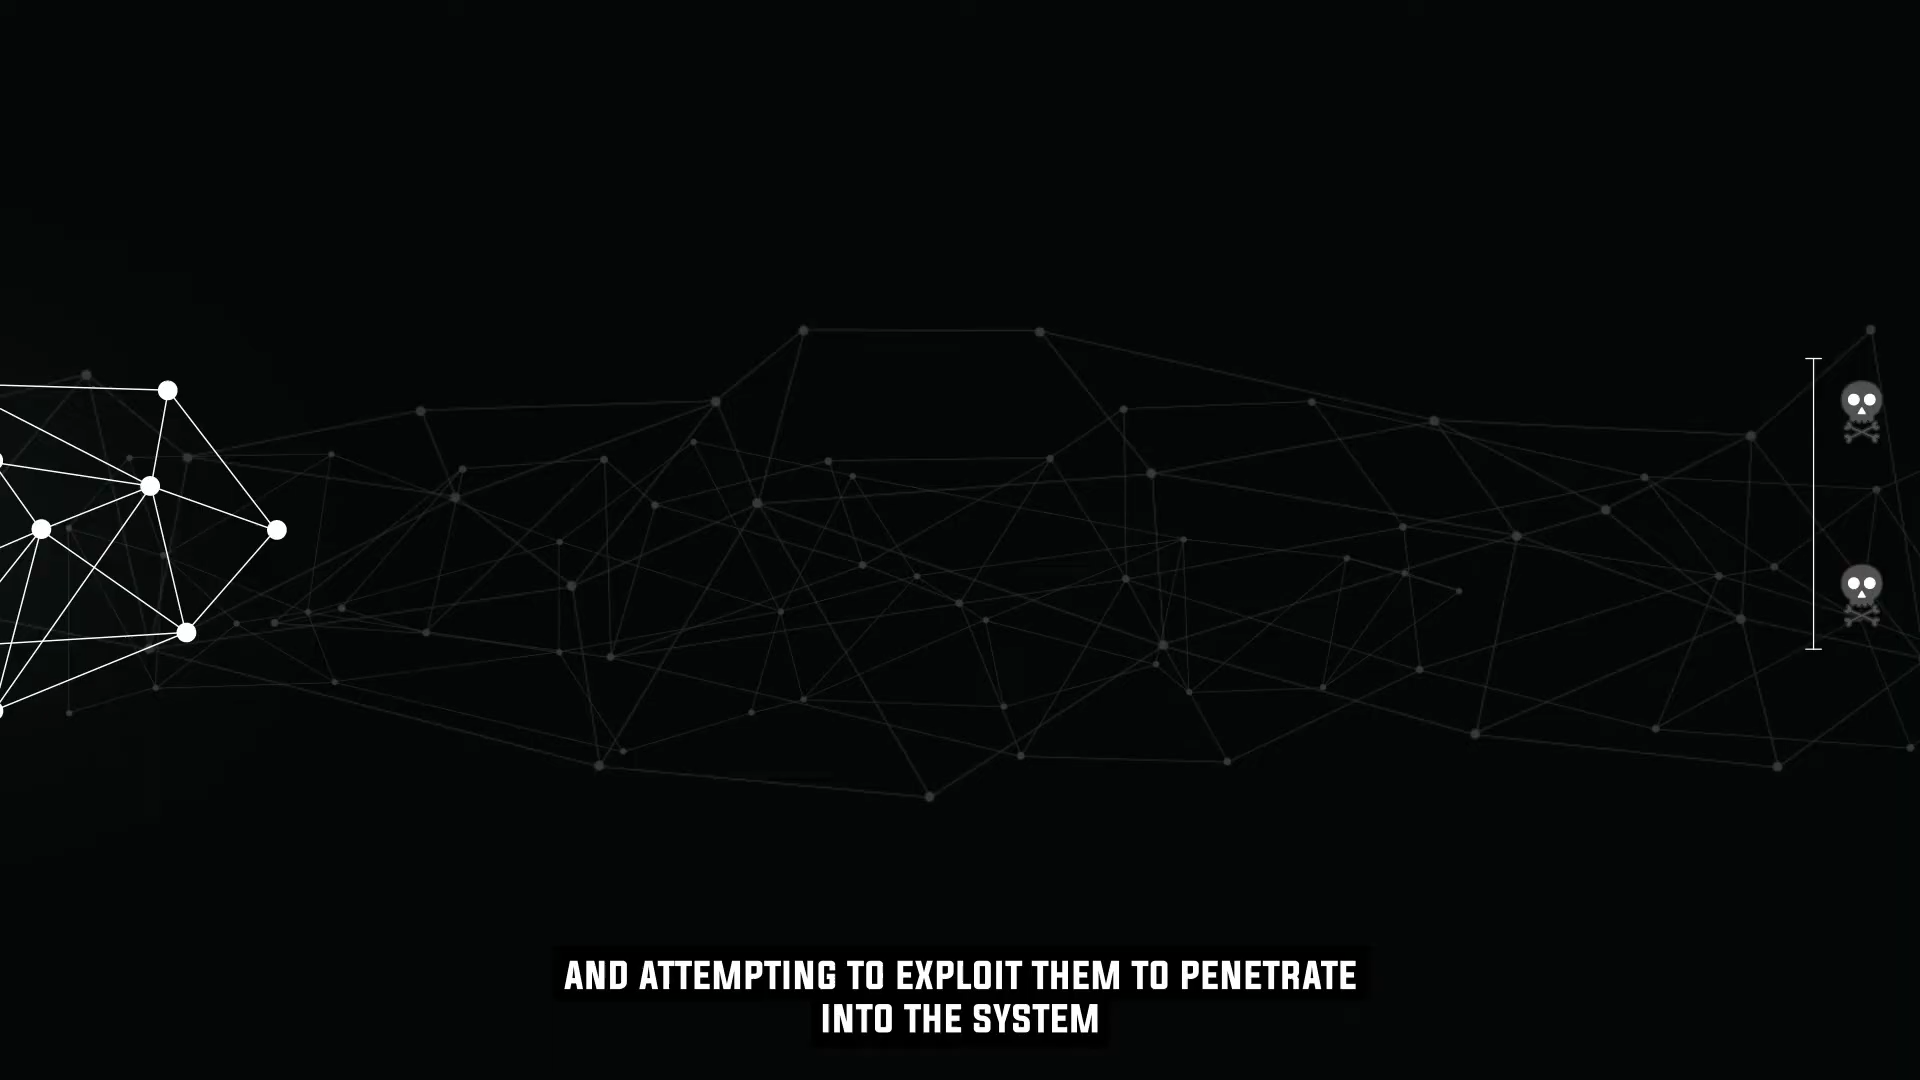 AND ATTEMPTING TO EXPLOIT THEM TO PENETRATE
INTO THE SYSTEM